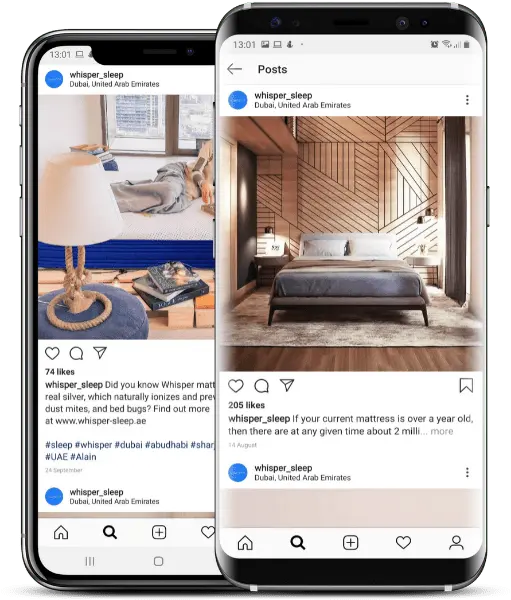 13:01
whisper_sleep
Dubai, United Arab Emirates
74 likes
whisper_sleep Did you know Whisper matt
real silver, which naturally ionizes and prev
dust mites, and bed bugs? Find out more
at www.whisper-sleep.ae
#sleep #whisper #dubai #abudhabi #sharj
#UAE #Alain
24 September
whisper_sleep
Dubai, United Arab Emirates
13:01
Posts
whisper_sleep
Dubai, United Arab Emirates
205 likes
whisper_sleep If your current mattress is over a year old,
then there are at any given time about 2 milli... more
14 August
whisper_sleep
Dubai, United Arab Emirates